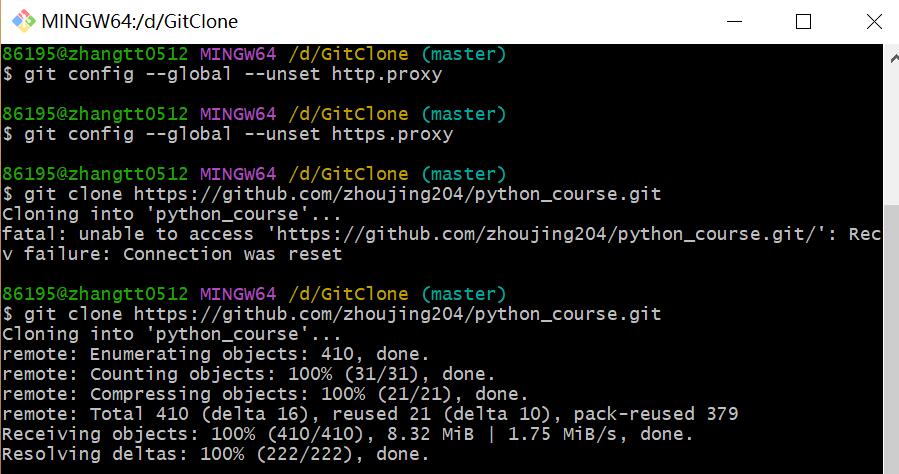 MINGW64:/d/GitClone
86195@zhangtt0512 MINGW64 /d/GitClone (master)
$ git config --global --unset http.proxy
86195@zhangtt0512 MINGW64 /d/GitClone (master)
$ git config --global --unset https.proxy
86195@zhangtt0512 MINGW64 /d/GitClone (master)
$ git clone https://github.com/zhoujing204/python_course.git
Cloning into 'python_course'...
fatal: unable to access 'https://github.com/zhoujing204/python_course.git/': Rec
v failure: Connection was reset
86195@zhangtt0512 MINGW64 /d/GitClone (master)
$ git clone https://github.com/zhoujing204/python_course.git
Cloning into 'python_course'...
remote: Enumerating objects: 410, done.
remote: Counting objects: 100% (31/31), done.
remote: Compressing objects: 100% (21/21), done.
remote: Total 410 (delta 16), reused 21 (delta 10), pack-reused 379
Receiving objects: 100% (410/410), 8.32 MiB | 1.75 MiB/s, done.
Resolving deltas: 100% (222/222), done.